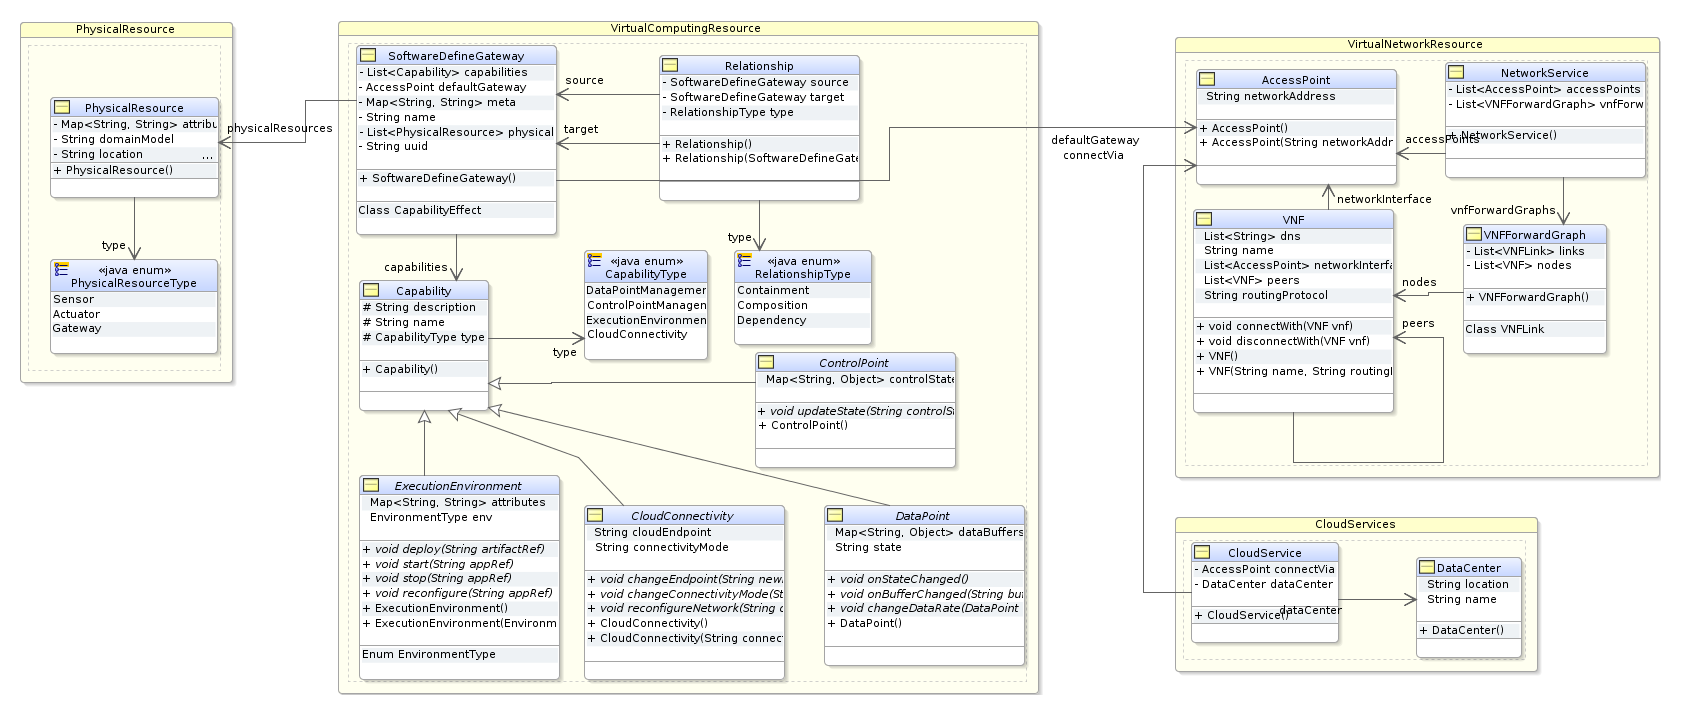 PhysicalResource
PhysicalResource
- Map<String, String> attribu
- String domainModel
- String location ...
+ PhysicalResource()
type
«java enum»
PhysicalResourceType
Sensor
Actuator
Gateway
physicalResources
VirtualComputingResource
SoftwareDefineGateway
- List<Capability> capabilities
- AccessPoint defaultGateway
- Map<String, String> meta
- String name
- List<PhysicalResource> physical
- String uuid
+ SoftwareDefineGateway()
Class CapabilityEffect
source
target
Relationship
- SoftwareDefineGateway source
- SoftwareDefineGateway target
- RelationshipType type
+ Relationship()
+ Relationship(SoftwareDefineGate
capabilities
type
Capability
# String description
# String name
# CapabilityType type
+ Capability()
type
«java enum»
CapabilityType
DataPointManagemen
ControlPointManagen
ExecutionEnvironmen
CloudConnectivity
«java enum»
RelationshipType
Containment
Composition
Dependency
ControlPoint
Map<String, Object> controlState
+ void updateState(String controlSt
+ ControlPoint()
ExecutionEnvironment
Map<String, String> attributes
EnvironmentType env
+ void deploy(String artifactRef)
+ void start(String appRef)
+ void stop(String appRef)
+ void reconfigure(String appRef)
+ ExecutionEnvironment()
+ ExecutionEnvironment(Environm
Enum EnvironmentType
CloudConnectivity
String cloudEndpoint
String connectivityMode
+ void changeEndpoint(String new
+ void changeConnectivityMode(St
+ void reconfigureNetwork(String c
+ CloudConnectivity()
+ CloudConnectivity(String connect
DataPoint
Map<String, Object> dataBuffers
String state
+ void onStateChanged()
+ void onBufferChanged(String buf
+ void changeDataRate(DataPoint
+ DataPoint()
defaultGateway
connectVia
VirtualNetworkResource
AccessPoint
String networkAddress
+ AccessPoint()
+ AccessPoint(String networkAddr
accessPoints
NetworkService
- List<AccessPoint> accessPoints
- List<VNFForwardGraph> vnfForw
+ NetworkService()
networkInterface
vnfForwardGraphs
VNF
List<String> dns
String name
List<AccessPoint> networkInterfa
List<VNF> peers
String routingProtocol
+ void connectWith(VNF vnf)
+ void disconnectWith(VNF vnf)
+ VNF()
+ VNF(String name, String routingl
nodes
peers
VNFForwardGraph
- List<VNFLink> links
- List<VNF> nodes
+ VNFForwardGraph()
Class VNFLink
CloudServices
CloudService
- AccessPoint connectVia
- DataCenter dataCenter
+ CloudService()
dataCenter
DataCenter
String location
String name
+ DataCenter()